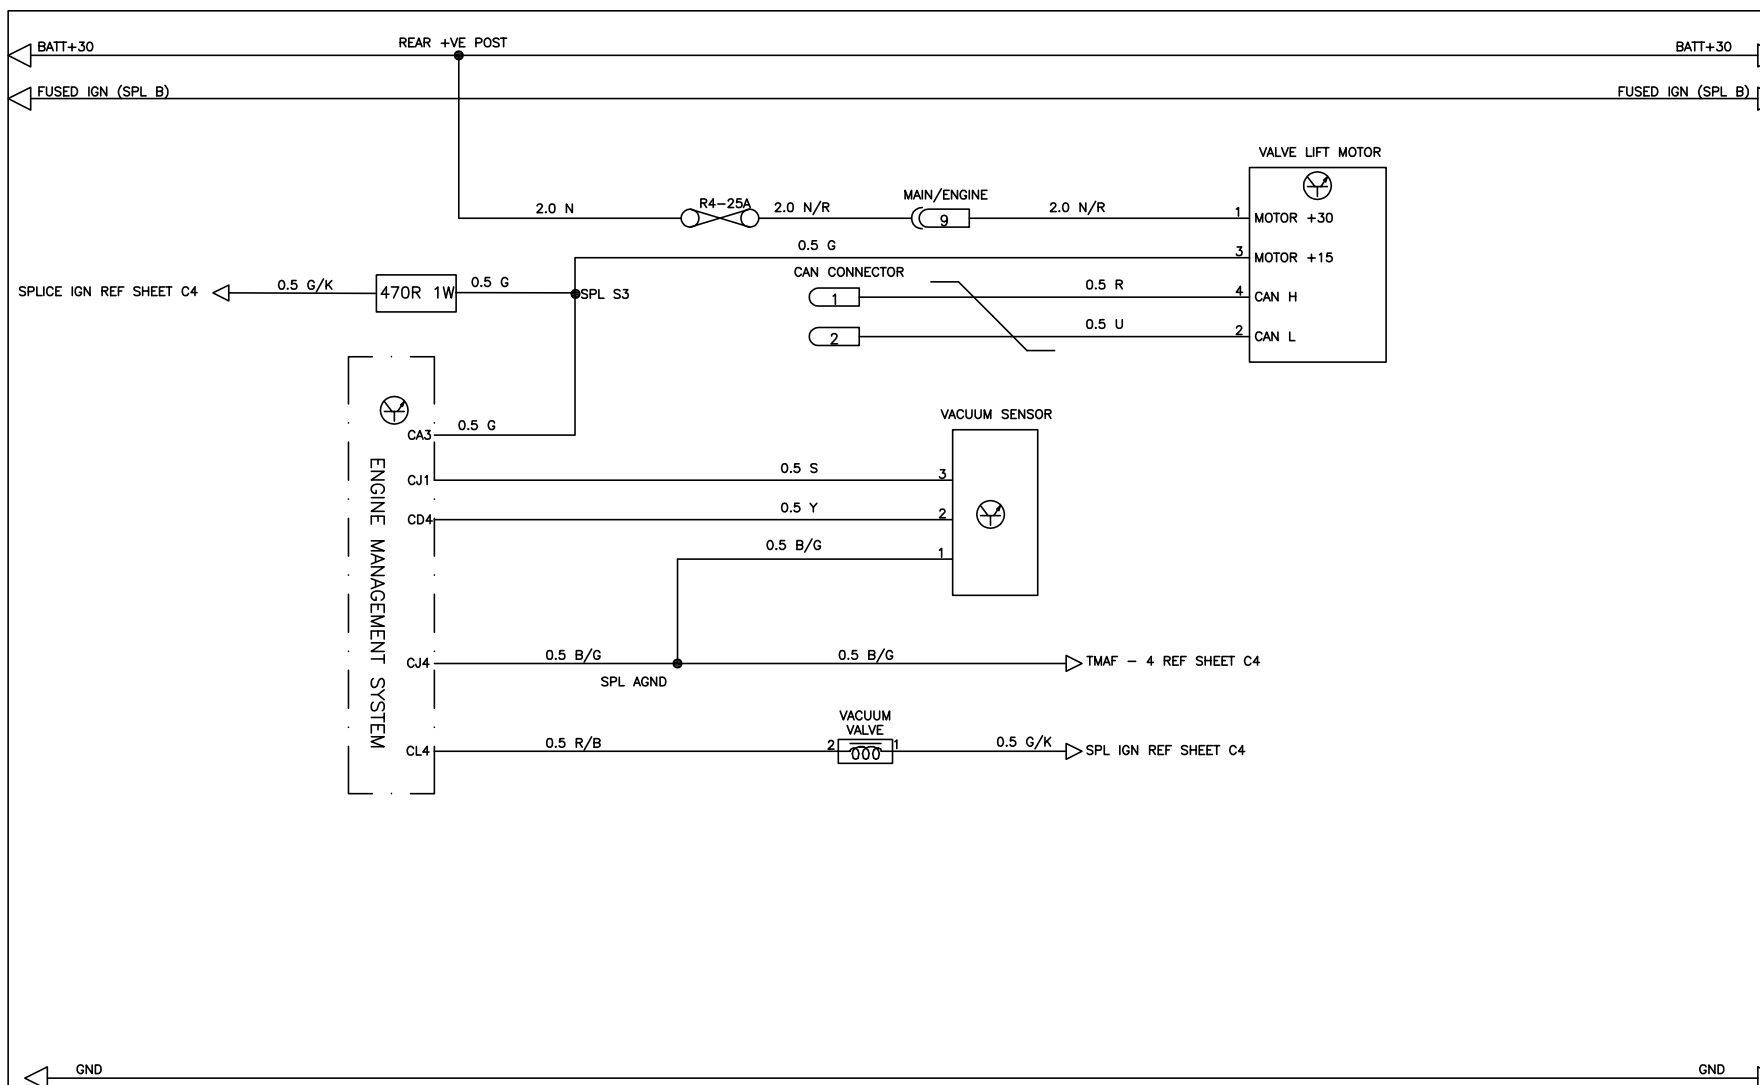 BATT+30
REAR +VE POST
BATT+30
FUSED IGN (SPL B)
FUSED IGN (SPL B)
VALVE LIFT MOTOR
2.0 N
R4-25A
2.0 N/R
MAIN/ENGINE
9
2.0 N/R
1
MOTOR +30
0.5 G
3
MOTOR +15
SPLICE IGN REF SHEET C4
0.5 G/K
470R 1W
0.5 G
SPL S3
CAN CONNECTOR
1
0.5 R
4
CAN H
2
0.5 U
2
CAN L
ENGINE MANAGEMENT SYSTEM
CA3
0.5 G
VACUUM SENSOR
CJ1
0.5 S
3
CD4
0.5 Y
2
0.5 B/G
1
CJ4
0.5 B/G
SPL AGND
0.5 B/G
TMAF - 4 REF SHEET C4
CL4
0.5 R/B
VACUUM
VALVE
2
1
0.5 G/K
SPL IGN REF SHEET C4
GND
GND